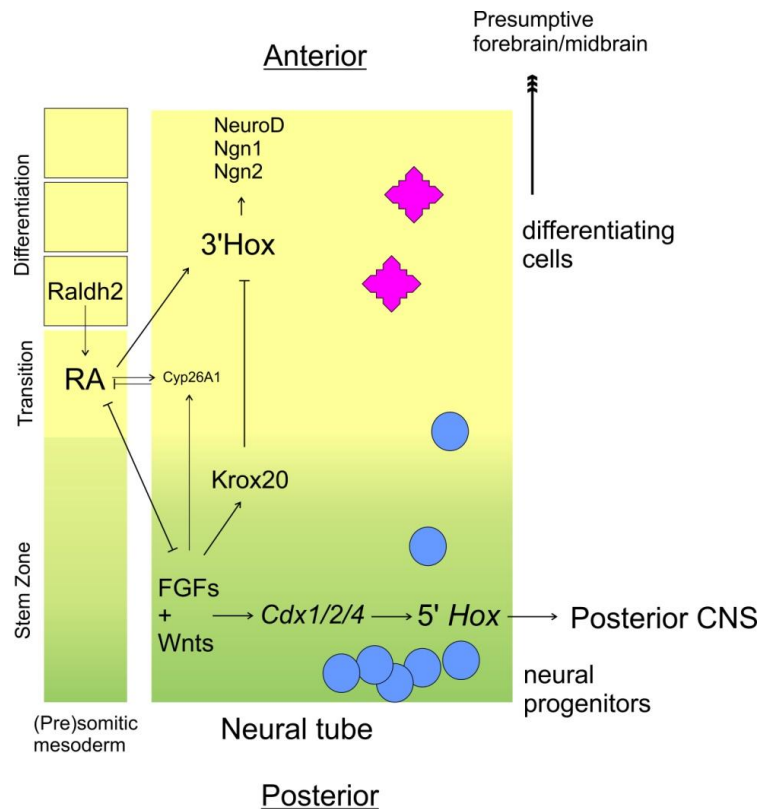 Presumptive
forebrain/midbrain
Anterior
Differentiation
NeuroD
Ngn1
Ngn2
3'Hox
differentiating
cells
Raldh2
Transition
RA
Cyp26A1
Krox20
Stem Zone
FGFs
+
Wnts
Cdx1/2/4
5' Hox
Posterior CNS
neural
progenitors
(Pre)somitic
mesoderm
Neural tube
Posterior